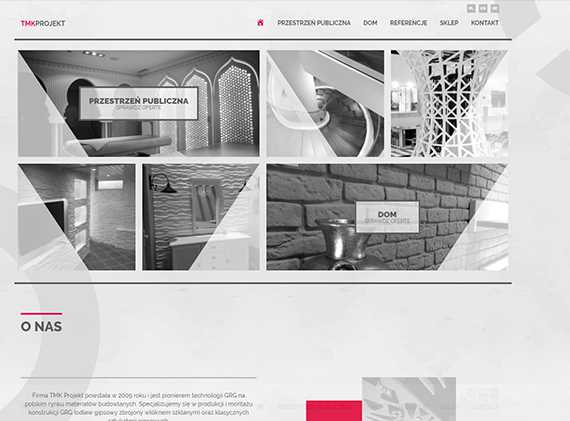 TMKPROJEKT
PRZESTRZEŃ PUBLICZNA DOM REFERENCJE SKLEP KONTAKT
PRZESTRZEŃ PUBLICZNA
SPRAWDŹ OFERTĘ
DOM
SPRAWDŹ OFERTĘ
O NAS
Firma TMK Projekt powstała w 2005 roku i jest pionierem technologii GRG na
polskim rynku materiałów budowlanych. Specjalizujemy się w produkcji i montażu
konstrukcji GRG (odlew gipsowy zbrojony włóknem szklanym) oraz klasycznych